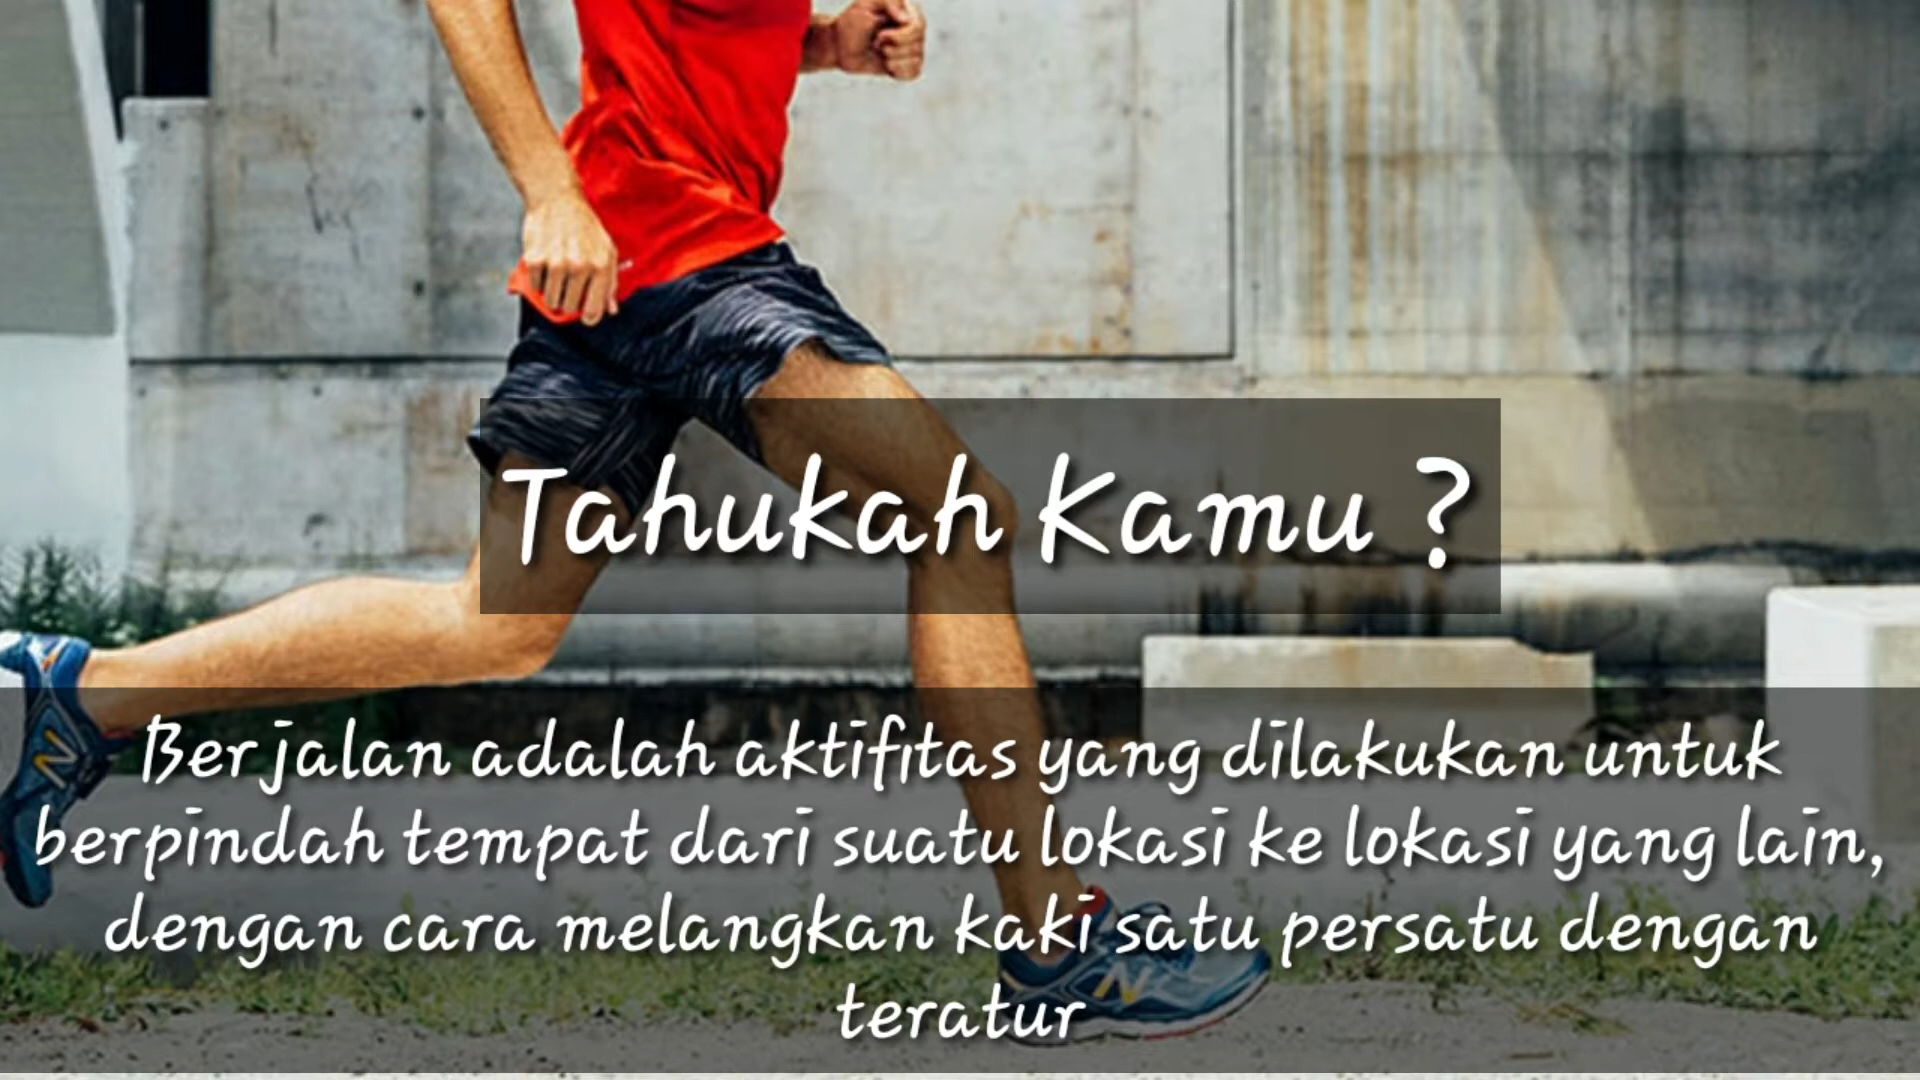 Tahukah Kamu ?
Berjalan adalah aktifitas yang dilakukan untuk
berpindah tempat dari suatu lokasi ke lokasi yang lain,
dengan cara melangkan kaki satu persatu dengan
teratur